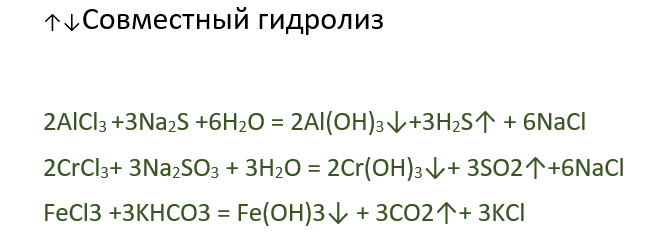 ↑↓Совместный гидролиз
2AlCl₃ +3Na₂S +6H₂O = 2Al(OH)₃↓+3H₂S↑ + 6NaCl
2CrCl₃+ 3Na₂SO₃ + 3H₂O = 2Cr(OH)₃↓+ 3SO2↑+6NaCl
FeCl3 +3KHCO3 = Fe(OH)3↓ + 3CO2↑+ 3KCl